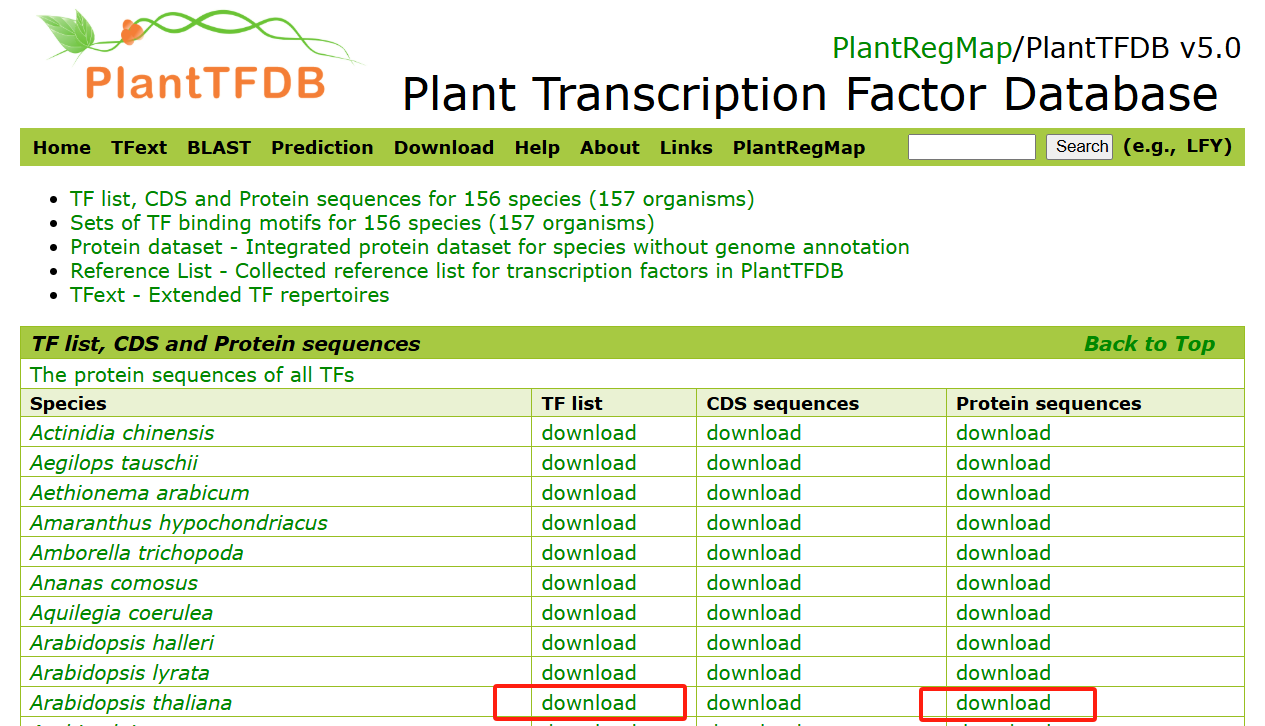 PlantTFDB
PlantRegMap/PlantTFDB v5.0
Plant Transcription Factor Database
Home TFext BLAST Prediction Download Help About Links PlantRegMap Search (e.g., LFY)
TF list, CDS and Protein sequences for 156 species (157 organisms)
Sets of TF binding motifs for 156 species (157 organisms)
Protein dataset - Integrated protein dataset for species without genome annotation
Reference List - Collected reference list for transcription factors in PlantTFDB
TFext - Extended TF repertoires
TF list, CDS and Protein sequences Back to Top
The protein sequences of all TFs
Species TF list CDS sequences Protein sequences
Actinidia chinensis download download download
Aegilops tauschii download download download
Aethionema arabicum download download download
Amaranthus hypochondriacus download download download
Amborella trichopoda download download download
Ananas comosus download download download
Aquilegia coerulea download download download
Arabidopsis halleri download download download
Arabidopsis lyrata download download download
Arabidopsis thaliana download download download